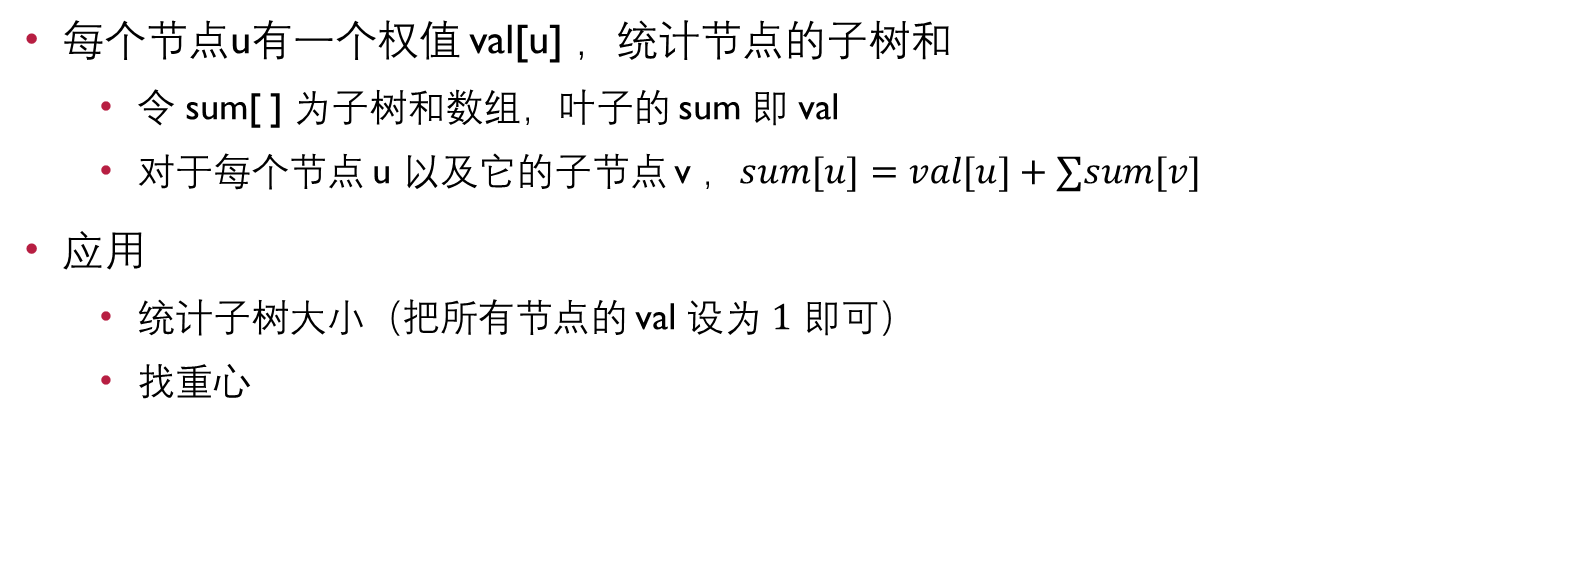 • 每个节点u有一个权值 val[u] ，统计节点的子树和
• 令 sum[ ] 为子树和数组，叶子的 sum 即 val
• 对于每个节点 u 以及它的子节点 v ，sum[u] = val[u] + ∑sum[v]
• 应用
• 统计子树大小（把所有节点的 val 设为 1 即可）
• 找重心